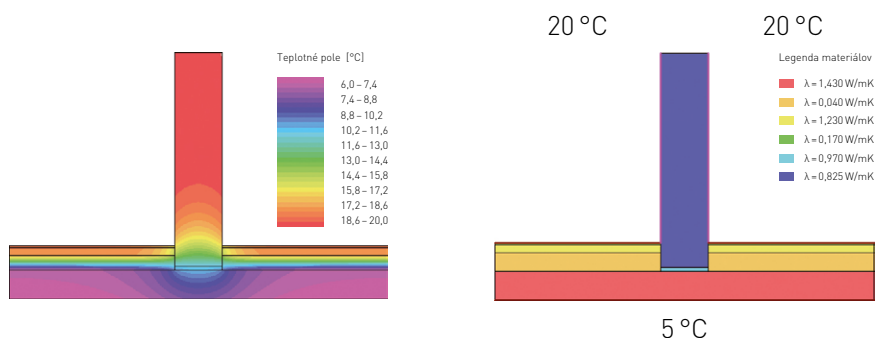 Teplotné pole [°C]
6,0 – 7,4
7,4 – 8,8
8,8 – 10,2
10,2 – 11,6
11,6 – 13,0
13,0 – 14,4
14,4 – 15,8
15,8 – 17,2
17,2 – 18,6
18,6 – 20,0
20 °C
20 °C
Legenda materiálov
λ = 1,430 W/mK
λ = 0,040 W/mK
λ = 1,230 W/mK
λ = 0,170 W/mK
λ = 0,970 W/mK
λ = 0,825 W/mK
5 °C